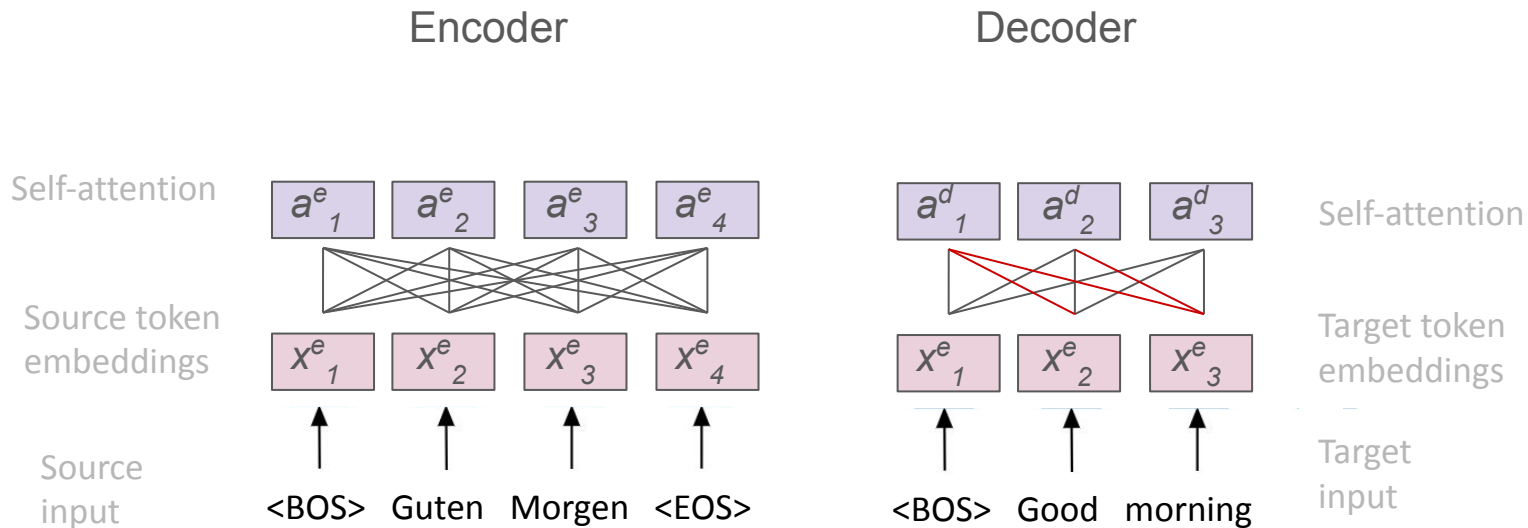 Encoder
Decoder
Self-attention
a^e_1 a^e_2 a^e_3 a^e_4
a^d_1 a^d_2 a^d_3
Self-attention
Source token
embeddings
x^e_1 x^e_2 x^e_3 x^e_4
x^e_1 x^e_2 x^e_3
Target token
embeddings
Source
input
<BOS> Guten Morgen <EOS>
<BOS> Good morning
Target
input